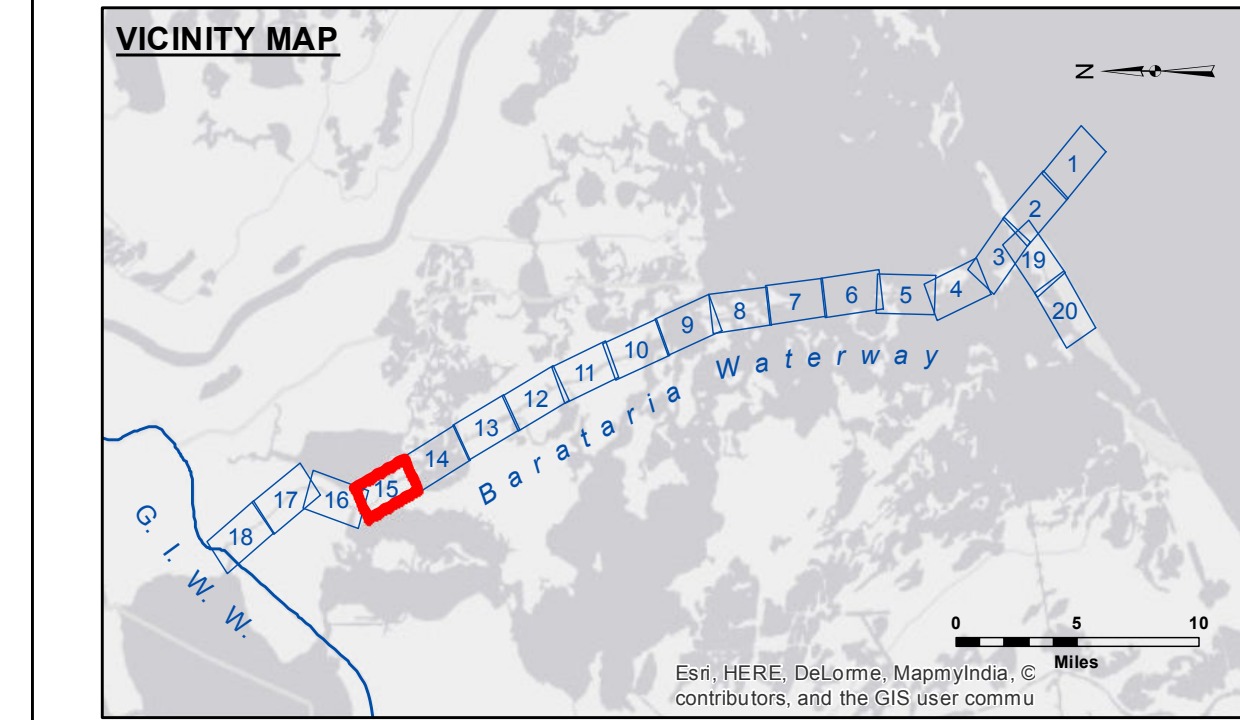 VICINITY MAP
N
1
2
3
19
4
5
6
7
8
20
9
10
11
12
13
14
15
16
17
18
Barataria Waterway
G. I. W. W.
0 5 10
Miles
Esri, HERE, DeLorme, MapmyIndia, ©
contributors, and the GIS user commu